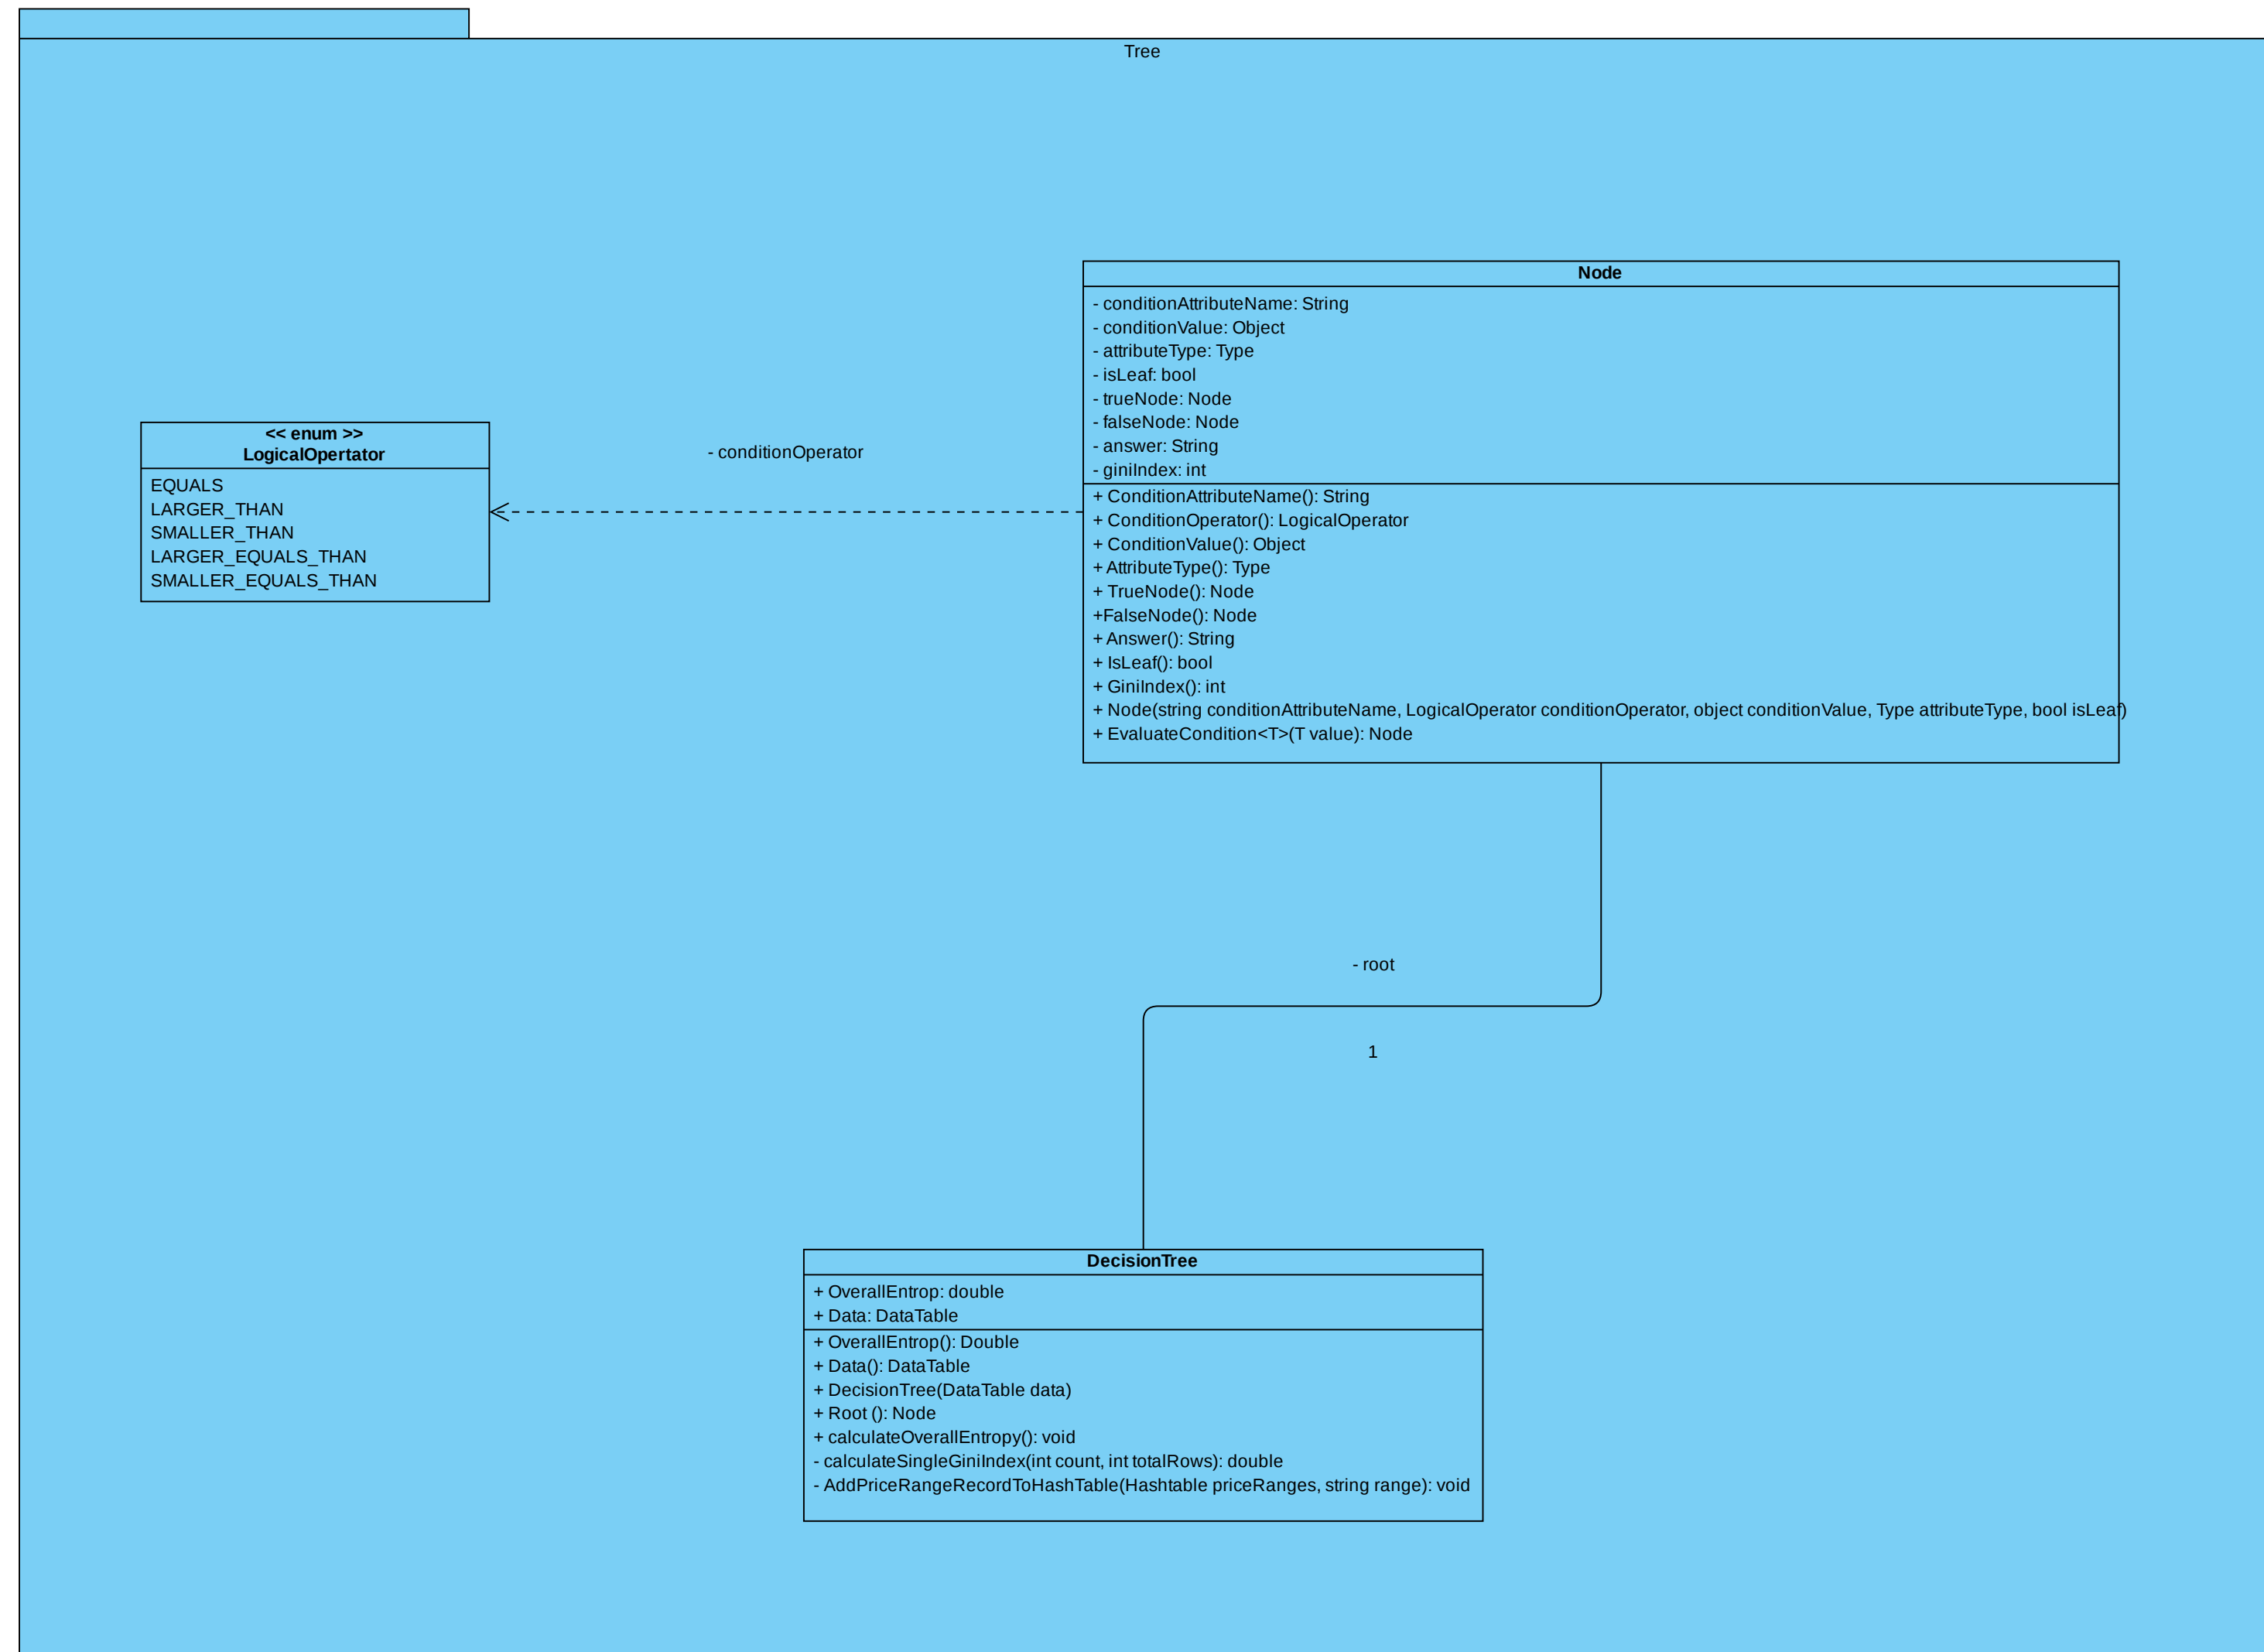 Tree
Node
- conditionAttributeName: String
- conditionValue: Object
- attributeType: Type
- isLeaf: bool
- trueNode: Node
- falseNode: Node
- answer: String
- giniIndex: int
+ ConditionAttributeName(): String
+ ConditionOperator(): LogicalOperator
+ ConditionValue(): Object
+ AttributeType(): Type
+ TrueNode(): Node
+FalseNode(): Node
+ Answer(): String
+ IsLeaf(): bool
+ GiniIndex(): int
+ Node(string conditionAttributeName, LogicalOperator conditionOperator, object conditionValue, Type attributeType, bool isLeaf)
+ EvaluateCondition<T>(T value): Node
<< enum >>
LogicalOpertator
EQUALS
LARGER_THAN
SMALLER_THAN
LARGER_EQUALS_THAN
SMALLER_EQUALS_THAN
- conditionOperator
- root
1
DecisionTree
+ OverallEntrop: double
+ Data: DataTable
+ OverallEntrop(): Double
+ Data(): DataTable
+ DecisionTree(DataTable data)
+ Root (): Node
+ calculateOverallEntropy(): void
- calculateSingleGiniIndex(int count, int totalRows): double
- AddPriceRangeRecordToHashTable(Hashtable priceRanges, string range): void